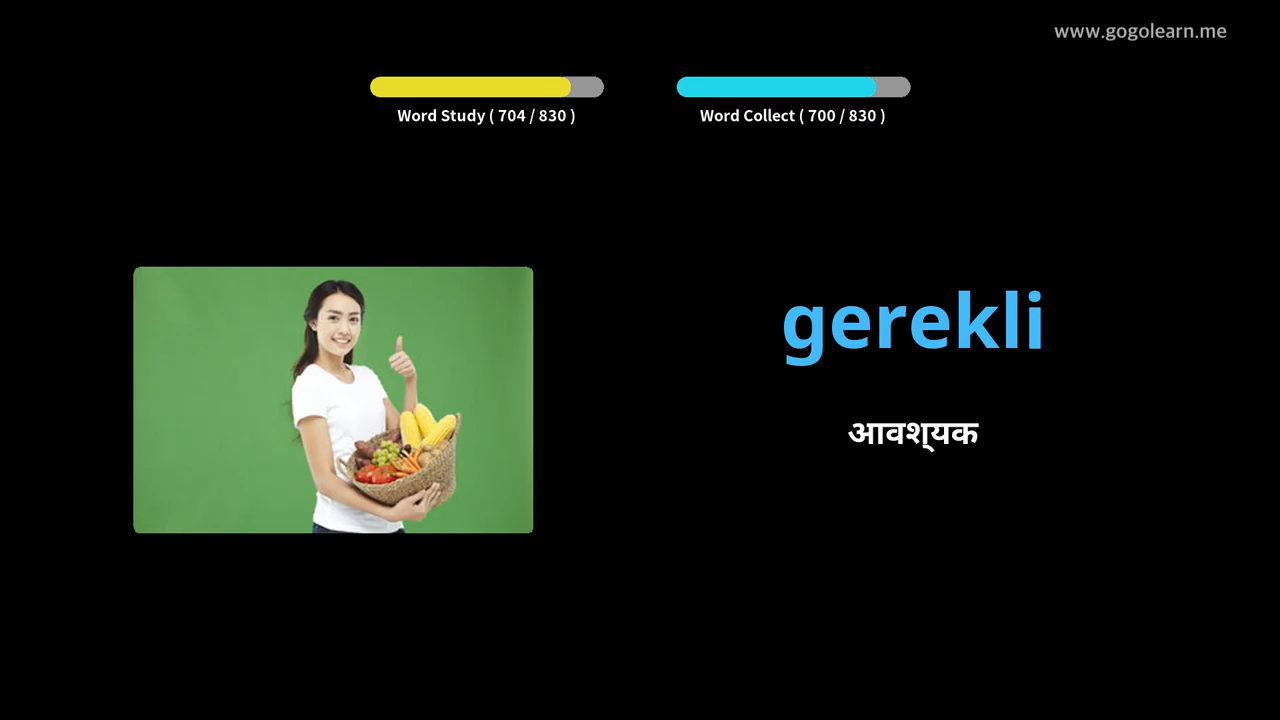 www.gogolearn.me
Word Study ( 704 / 830 )
Word Collect ( 700 / 830 )
gerekli
आवश्यक